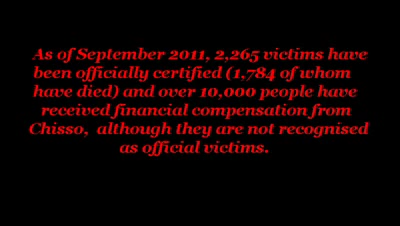 As of September 2011, 2,265 victims have
been officially certified (1,784 of whom
have died) and over 10,000 people have
received financial compensation from
Chisso, although they are not recognised
as official victims.